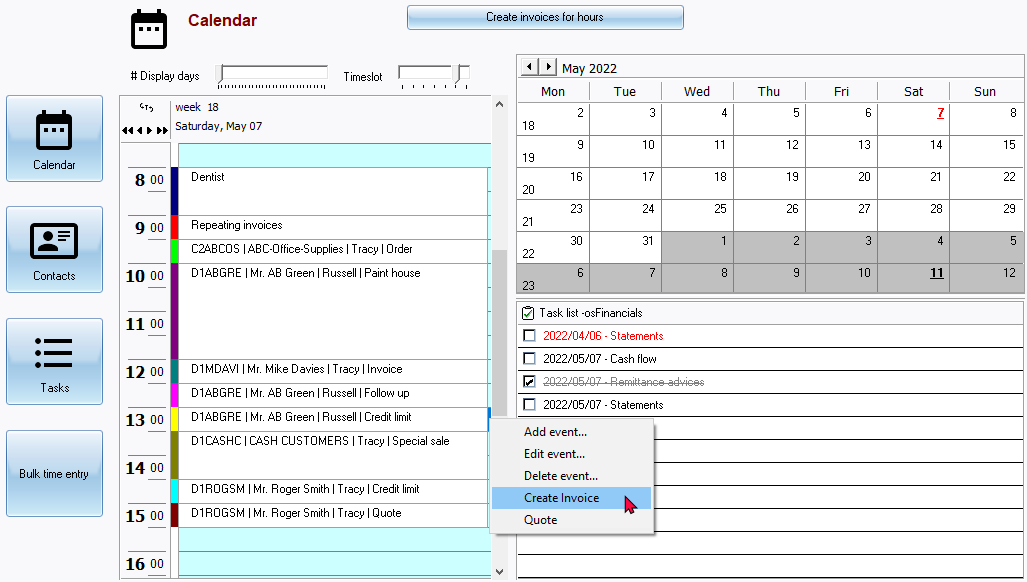 Calendar
Create invoices for hours
# Display days
Timeslot
Calendar
Contacts
Tasks
Bulk time entry
week 18
Saturday, May 07
8 00
Dentist
9 00
Repeating invoices
C2ABCOS | ABC-Office-Supplies | Tracy | Order
10 00
D1ABGRE | Mr. AB Green | Russell | Paint house
11 00
12 00
D1MDAVI | Mr. Mike Davies | Tracy | Invoice
D1ABGRE | Mr. AB Green | Russell | Follow up
13 00
D1ABGRE | Mr. AB Green | Russell | Credit limit
D1CASHC | CASH CUSTOMERS | Tracy | Special sale
14 00
D1ROGSM | Mr. Roger Smith | Tracy | Credit limit
15 00
D1ROGSM | Mr. Roger Smith | Tracy | Quote
16 00
May 2022
Mon Tue Wed Thu Fri Sat Sun
18 2 3 4 5 6 7 8
19 9 10 11 12 13 14 15
20 16 17 18 19 20 21 22
21 23 24 25 26 27 28 29
22 30 31 1 2 3 4 5
23 6 7 8 9 10 11 12
Task list -osFinancials
2022/04/06 - Statements
2022/05/07 - Cash flow
2022/05/07 - Remittance advices
2022/05/07 - Statements
Add event...
Edit event...
Delete event...
Create Invoice
Quote